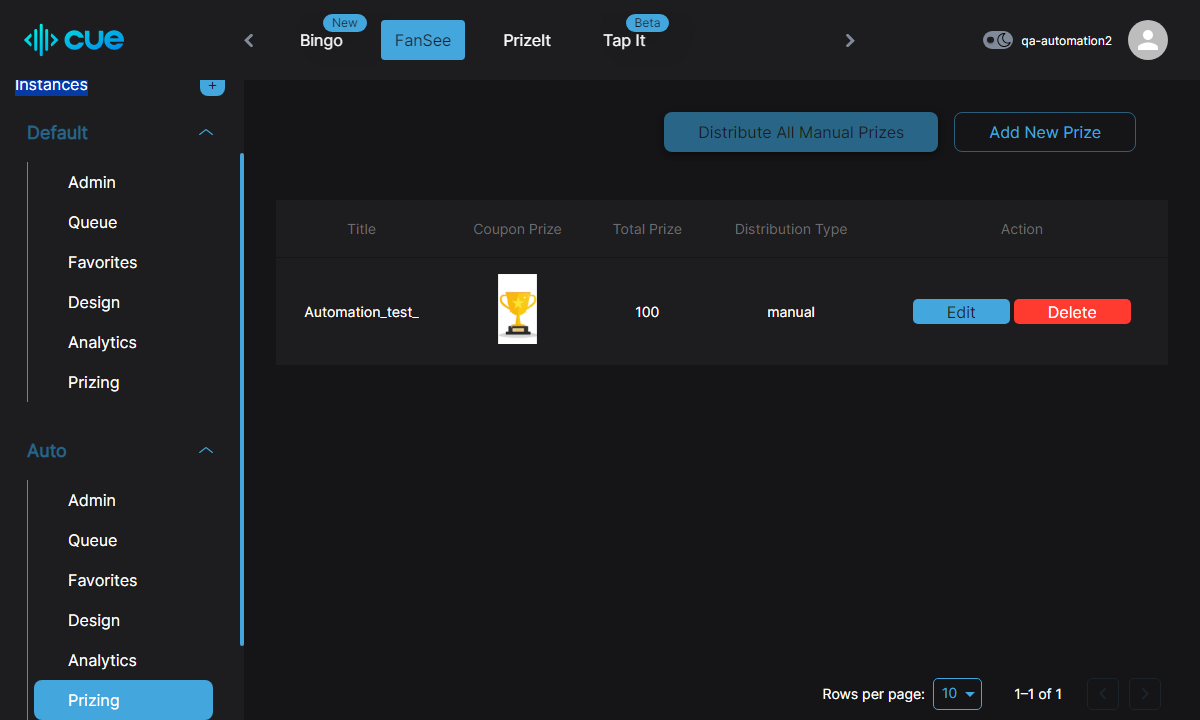 cue
New
Bingo
FanSee
PrizeIt
Beta
Tap It
qa-automation2
Instances
+
Default
Admin
Queue
Favorites
Design
Analytics
Prizing
Auto
Admin
Queue
Favorites
Design
Analytics
Prizing
Distribute All Manual Prizes
Add New Prize
Title Coupon Prize Total Prize Distribution Type Action
Automation_test_ 100 manual Edit Delete
Rows per page: 10 1–1 of 1